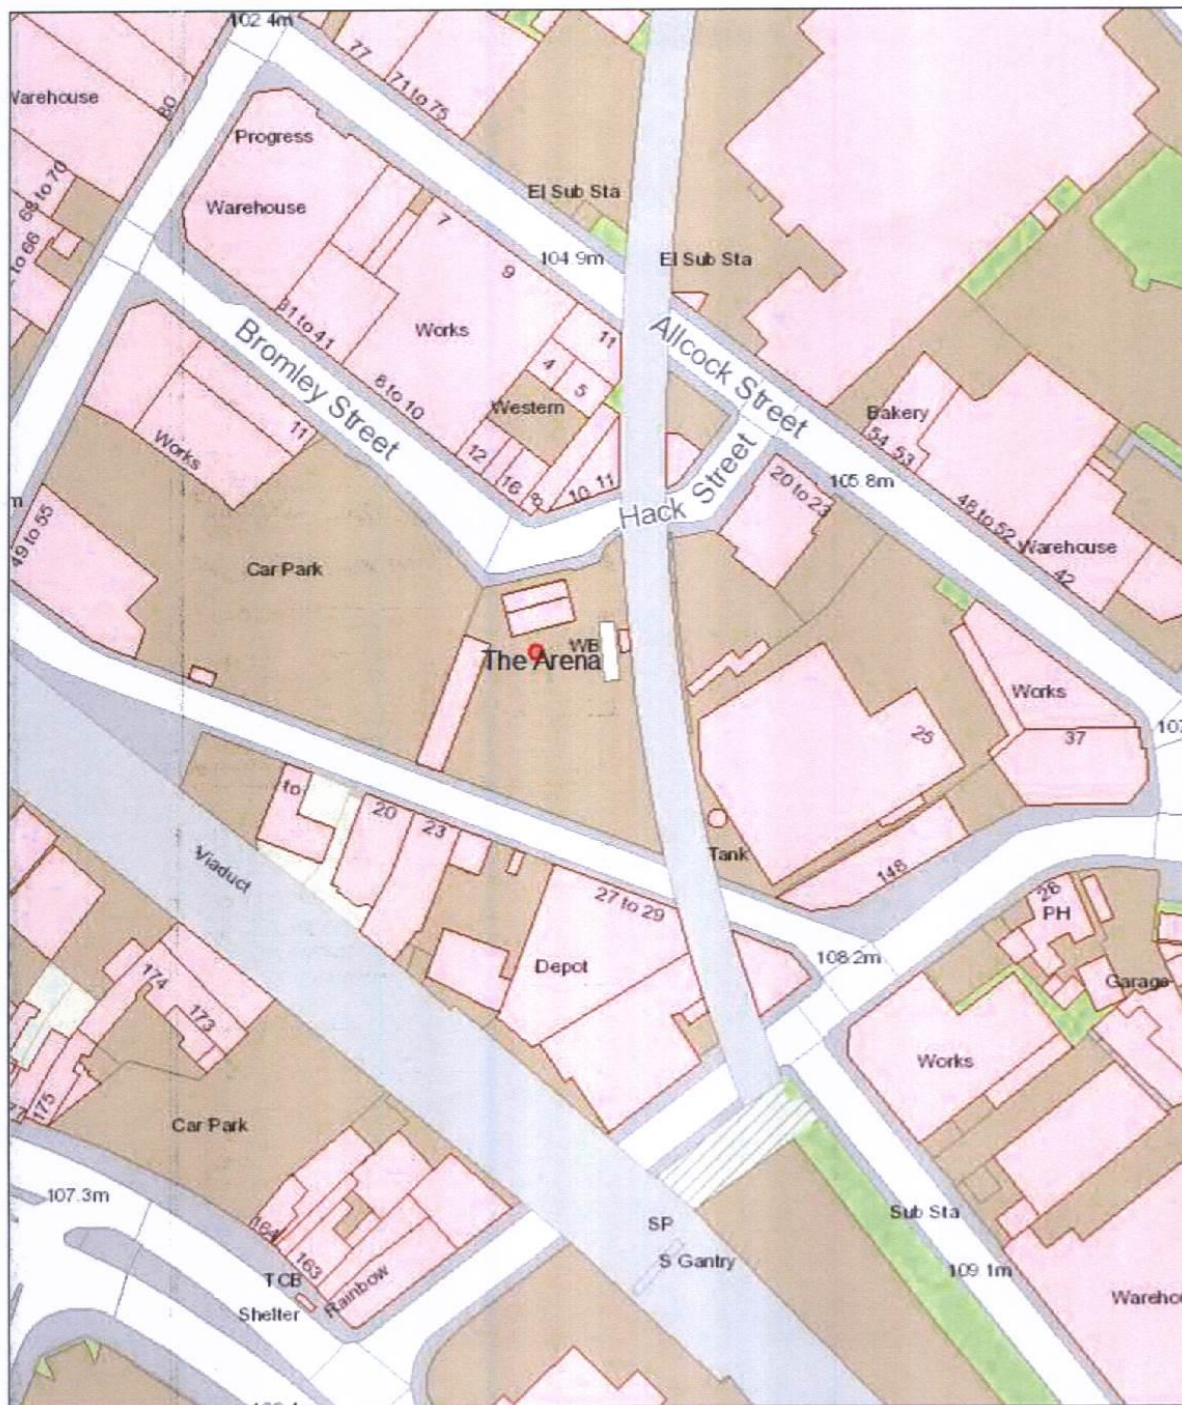 102.4m
77
71 to 75
Warehouse
80
Progress
Warehouse
68 to 70
to 66
El Sub Sta
7
104.9m
El Sub Sta
9
31 to 41
Works
11
Allcock Street
Bromley Street
8 to 10
4
5
Western
Bakery
54
53
11
Works
12
16
8
10
11
Hack Street
20 to 23
105.8m
48 to 52
Warehouse
42
49 to 55
Car Park
WB
The Arena
Works
37
25
to
20
23
Viaduct
Tank
148
27 to 29
26
PH
Depot
108.2m
Garage
174
173
Works
175
Car Park
107.3m
164
163
Rainbow
TCB
Shelter
SP
S Gantry
Sub Sta
109.1m